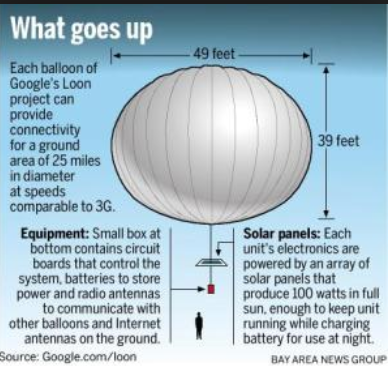 What goes up
49 feet
Each balloon of
Google's Loon
project can
provide
connectivity
for a ground
area of 25 miles
in diameter
at speeds
comparable to 3G.
39 feet
Equipment: Small box at
bottom contains circuit
boards that control the
system, batteries to store
power and radio antennas
to communicate with
other balloons and Internet
antennas on the ground.
Solar panels: Each
unit's electronics are
powered by an array of
solar panels that
produce 100 watts in full
sun, enough to keep unit
running while charging
battery for use at night.
Source: Google.com/loon
BAY AREA NEWS GROUP